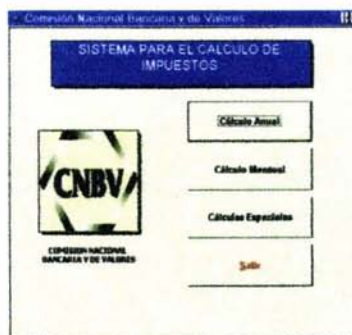 Comisión Nacional Bancaria y de Valores
SISTEMA PARA EL CALCULO DE
IMPUESTOS
Cálculo Anual
CNBV
Cálculo Mensual
Cálculos Especiales
COMISION NACIONAL
BANCARIA Y DE VALORES
Salir